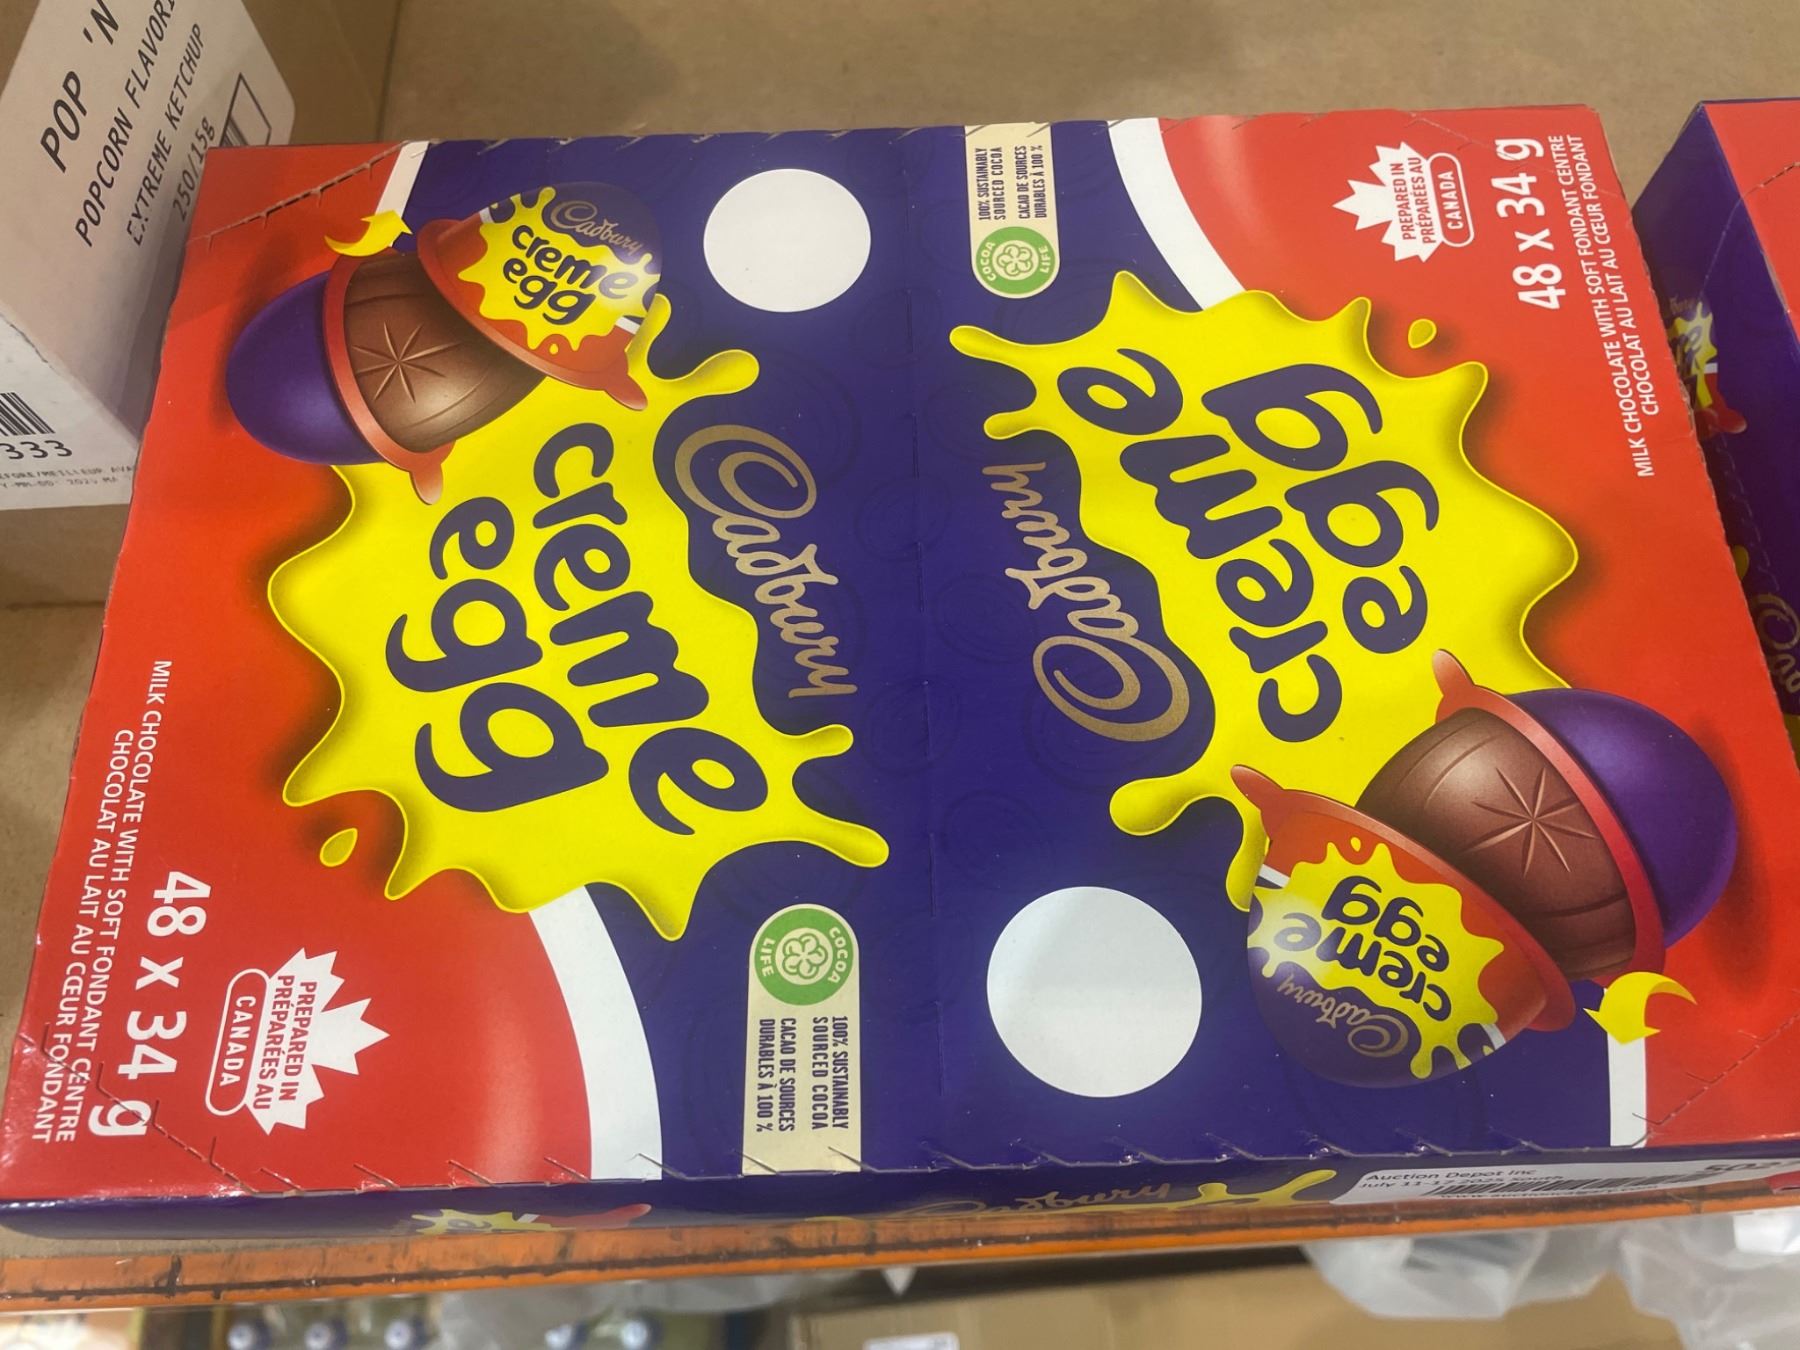 POP 'N
POPCORN FLAVOR
EXTREME KETCHUP
250/15g
333
Cadbury
creme
egg
Cadbury
creme
egg
MILK CHOCOLATE WITH SOFT FONDANT CENTRE
CHOCOLAT AU LAIT AU CŒUR FONDANT
48 x 34 g
PREPARED IN
PRÉPARÉES AU
CANADA
COCOA
LIFE
100% SUSTAINABLY
SOURCED COCOA
CACAO DE SOURCES
DURABLES À 100 %
100% SUSTAINABLY
SOURCED COCOA
CACAO DE SOURCES
DURABLES À 100 %
COCOA
LIFE
PREPARED IN
PRÉPARÉES AU
CANADA
48 x 34 g
MILK CHOCOLATE WITH SOFT FONDANT CENTRE
CHOCOLAT AU LAIT AU CŒUR FONDANT
Cadbury
creme
egg
Cadbury
creme
egg
Cadbury
Auction Depot Inc